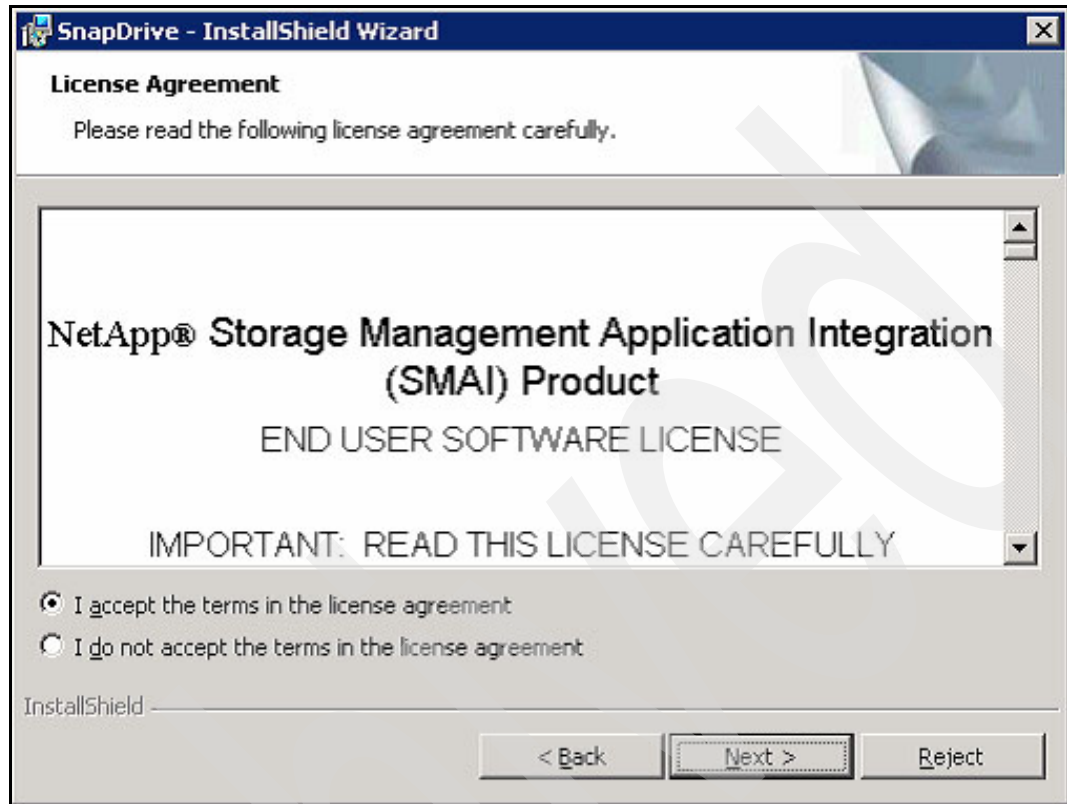 SnapDrive - InstallShield Wizard
License Agreement
Please read the following license agreement carefully.
NetApp® Storage Management Application Integration
(SMAI) Product
END USER SOFTWARE LICENSE
IMPORTANT: READ THIS LICENSE CAREFULLY
I accept the terms in the license agreement
I do not accept the terms in the license agreement
InstallShield
< Back Next > Reject